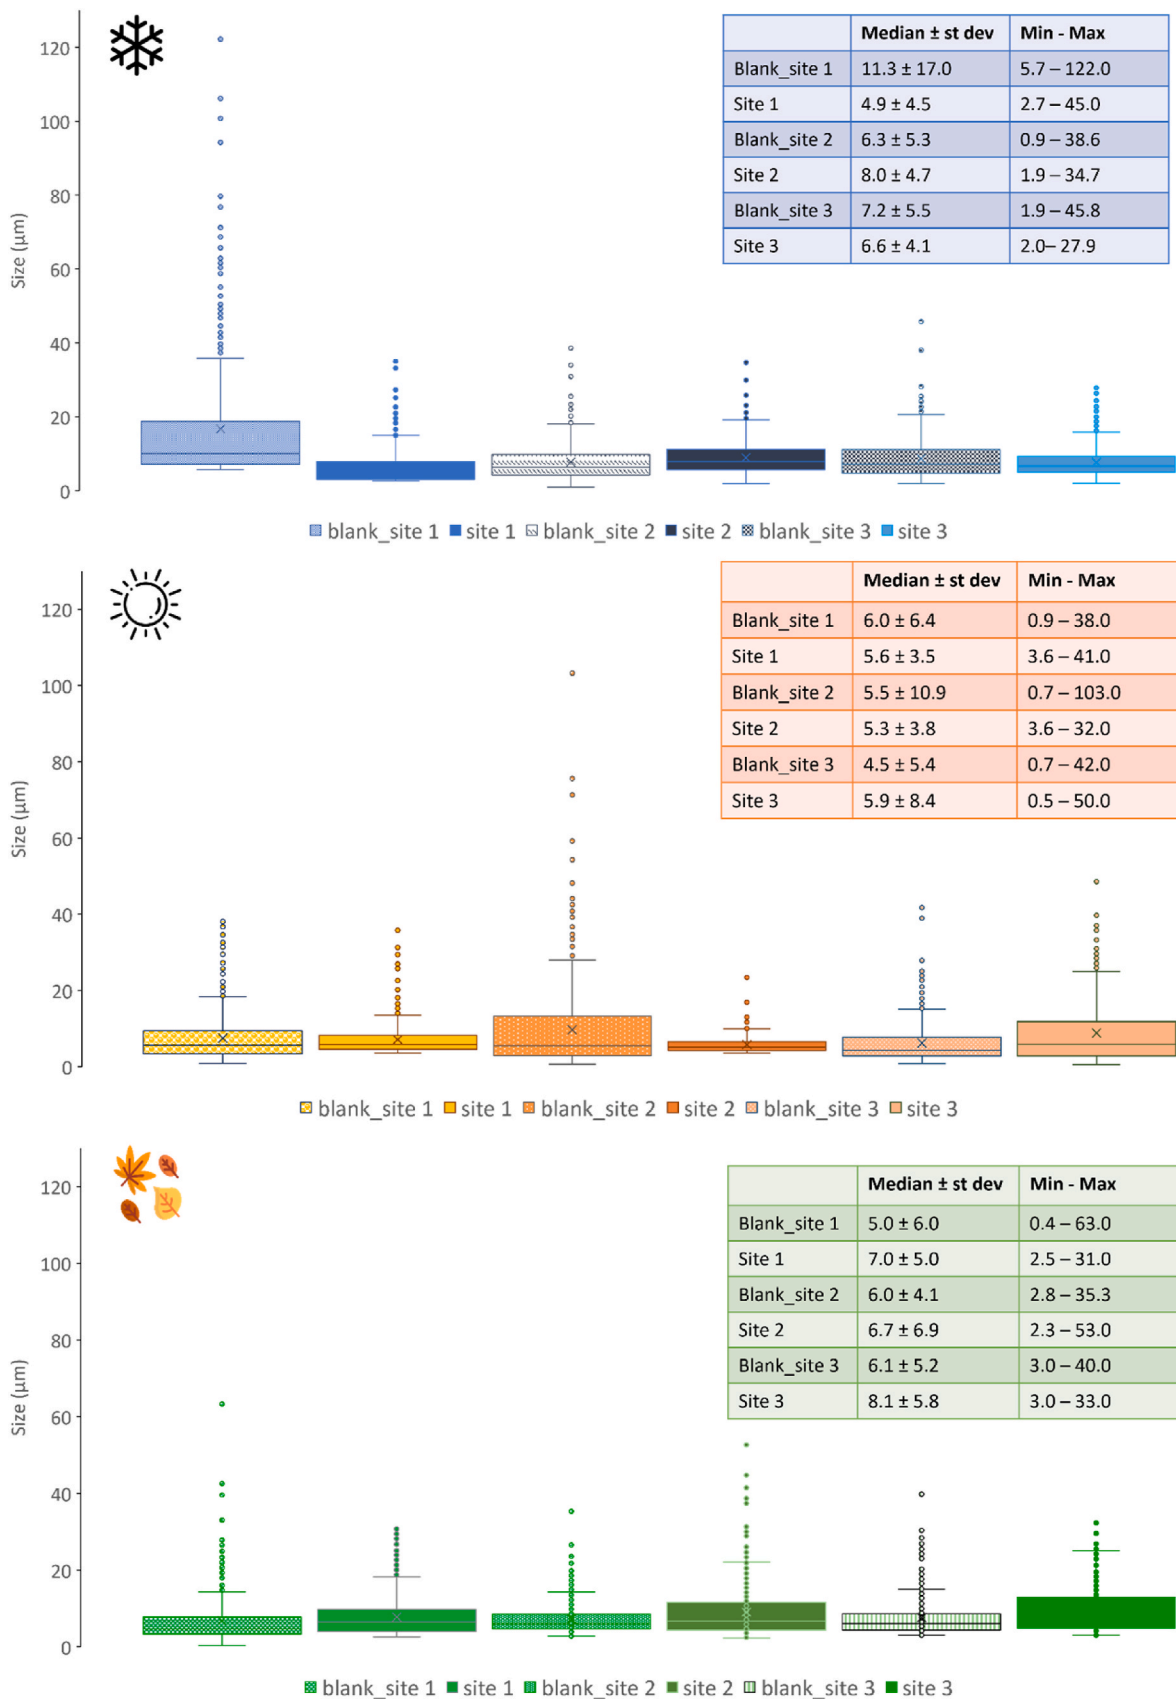 Median ± st dev Min - Max
Blank_site 1 11.3 ± 17.0 5.7 – 122.0
Site 1 4.9 ± 4.5 2.7 – 45.0
Blank_site 2 6.3 ± 5.3 0.9 – 38.6
Site 2 8.0 ± 4.7 1.9 – 34.7
Blank_site 3 7.2 ± 5.5 1.9 – 45.8
Site 3 6.6 ± 4.1 2.0– 27.9
Size (μm)
120
100
80
60
40
20
0
blank_site 1 site 1 blank_site 2 site 2 blank_site 3 site 3
Median ± st dev Min - Max
Blank_site 1 6.0 ± 6.4 0.9 – 38.0
Site 1 5.6 ± 3.5 3.6 – 41.0
Blank_site 2 5.5 ± 10.9 0.7 – 103.0
Site 2 5.3 ± 3.8 3.6 – 32.0
Blank_site 3 4.5 ± 5.4 0.7 – 42.0
Site 3 5.9 ± 8.4 0.5 – 50.0
Size (μm)
120
100
80
60
40
20
0
blank_site 1 site 1 blank_site 2 site 2 blank_site 3 site 3
Median ± st dev Min - Max
Blank_site 1 5.0 ± 6.0 0.4 – 63.0
Site 1 7.0 ± 5.0 2.5 – 31.0
Blank_site 2 6.0 ± 4.1 2.8 – 35.3
Site 2 6.7 ± 6.9 2.3 – 53.0
Blank_site 3 6.1 ± 5.2 3.0 – 40.0
Site 3 8.1 ± 5.8 3.0 – 33.0
Size (μm)
120
100
80
60
40
20
0
blank_site 1 site 1 blank_site 2 site 2 blank_site 3 site 3